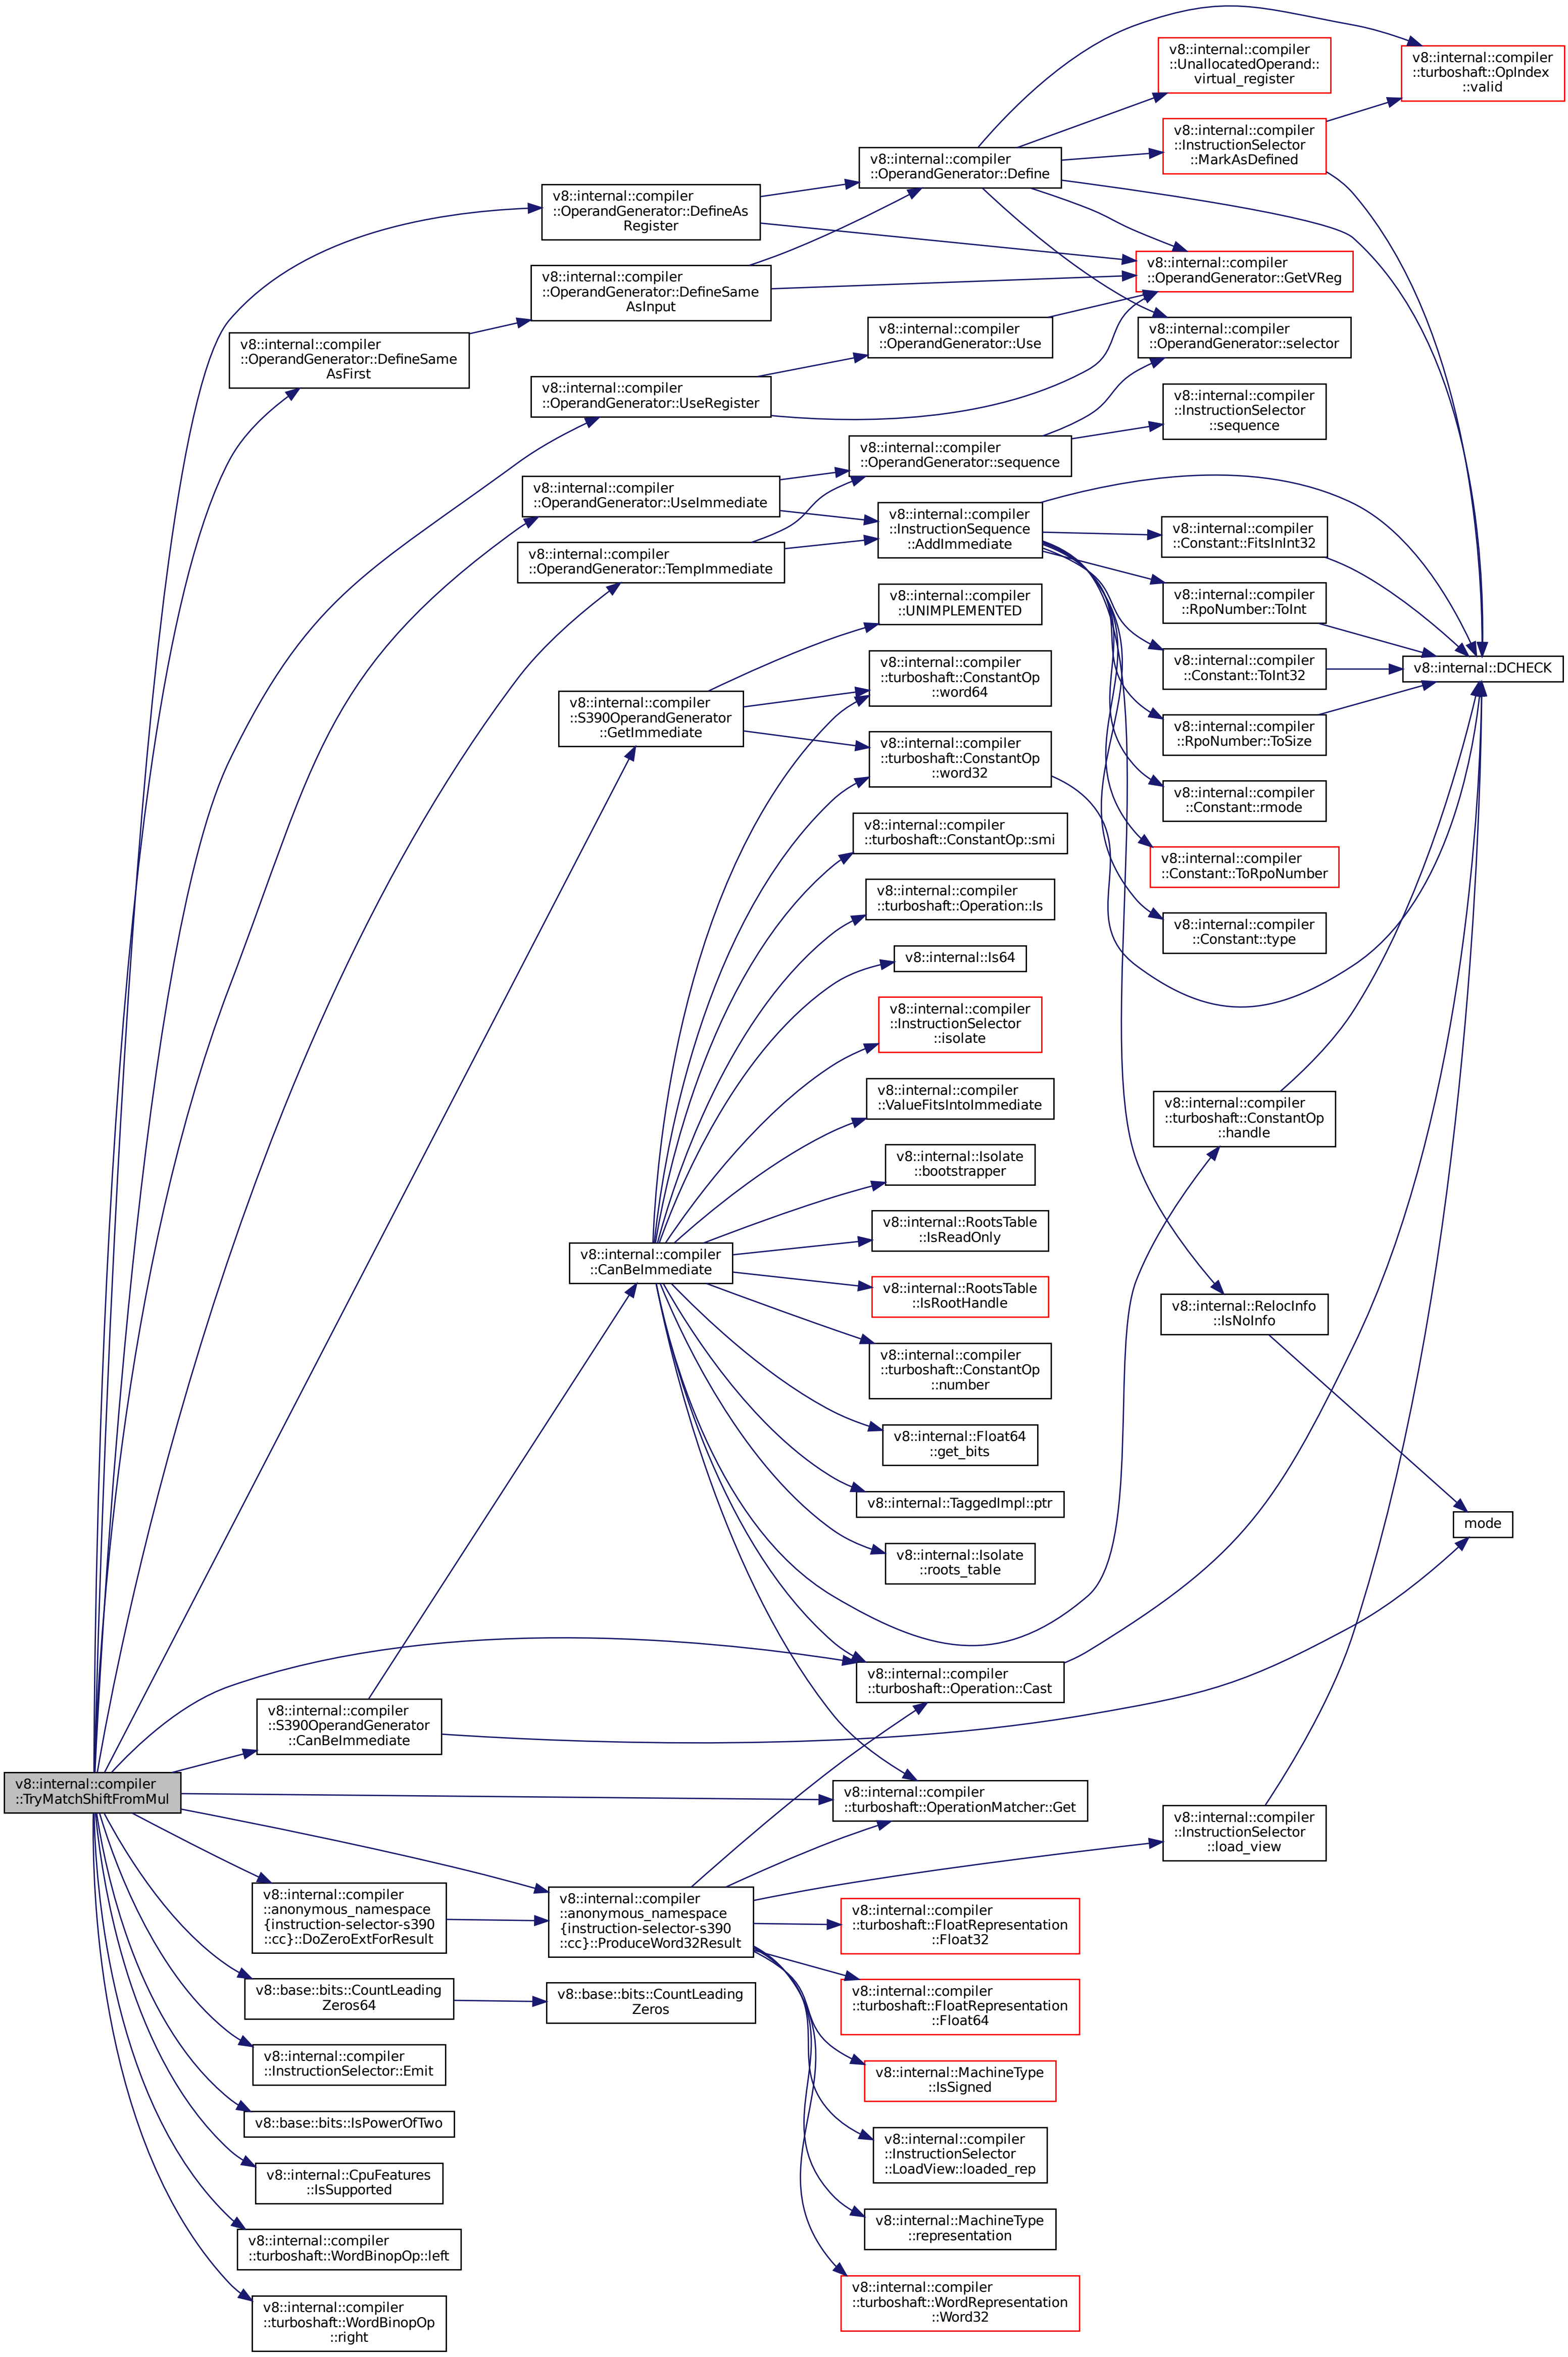 v8::internal::compiler
::TryMatchShiftFromMul
v8::internal::compiler
::OperandGenerator::DefineSame
AsFirst
v8::internal::compiler
::S390OperandGenerator
::CanBeImmediate
v8::internal::compiler
::anonymous_namespace
{instruction-selector-s390
::cc}::DoZeroExtForResult
v8::base::bits::CountLeading
Zeros64
v8::internal::compiler
::InstructionSelector::Emit
v8::base::bits::IsPowerOfTwo
v8::internal::CpuFeatures
::IsSupported
v8::internal::compiler
::turboshaft::WordBinopOp::left
v8::internal::compiler
::turboshaft::WordBinopOp
::right
v8::internal::compiler
::OperandGenerator::DefineAs
Register
v8::internal::compiler
::OperandGenerator::DefineSame
AsInput
v8::internal::compiler
::OperandGenerator::UseRegister
v8::internal::compiler
::OperandGenerator::UseImmediate
v8::internal::compiler
::OperandGenerator::TempImmediate
v8::internal::compiler
::S390OperandGenerator
::GetImmediate
v8::internal::compiler
::CanBeImmediate
v8::internal::compiler
::anonymous_namespace
{instruction-selector-s390
::cc}::ProduceWord32Result
v8::base::bits::CountLeading
Zeros
v8::internal::compiler
::OperandGenerator::Define
v8::internal::compiler
::OperandGenerator::Use
v8::internal::compiler
::OperandGenerator::sequence
v8::internal::compiler
::InstructionSequence
::AddImmediate
v8::internal::compiler
::UNIMPLEMENTED
v8::internal::compiler
::turboshaft::ConstantOp
::word64
v8::internal::compiler
::turboshaft::ConstantOp
::word32
v8::internal::compiler
::turboshaft::ConstantOp::smi
v8::internal::compiler
::turboshaft::Operation::Is
v8::internal::Is64
v8::internal::compiler
::InstructionSelector
::isolate
v8::internal::compiler
::ValueFitsIntoImmediate
v8::internal::Isolate
::bootstrapper
v8::internal::RootsTable
::IsReadOnly
v8::internal::RootsTable
::IsRootHandle
v8::internal::compiler
::turboshaft::ConstantOp
::number
v8::internal::Float64
::get_bits
v8::internal::TaggedImpl::ptr
v8::internal::Isolate
::roots_table
v8::internal::compiler
::turboshaft::Operation::Cast
v8::internal::compiler
::turboshaft::OperationMatcher::Get
v8::internal::compiler
::turboshaft::FloatRepresentation
::Float32
v8::internal::compiler
::turboshaft::FloatRepresentation
::Float64
v8::internal::MachineType
::IsSigned
v8::internal::compiler
::InstructionSelector
::LoadView::loaded_rep
v8::internal::MachineType
::representation
v8::internal::compiler
::turboshaft::WordRepresentation
::Word32
v8::internal::compiler
::UnallocatedOperand::
virtual_register
v8::internal::compiler
::InstructionSelector
::MarkAsDefined
v8::internal::compiler
::OperandGenerator::GetVReg
v8::internal::compiler
::OperandGenerator::selector
v8::internal::compiler
::InstructionSelector
::sequence
v8::internal::compiler
::Constant::FitsInInt32
v8::internal::compiler
::RpoNumber::ToInt
v8::internal::compiler
::Constant::ToInt32
v8::internal::compiler
::RpoNumber::ToSize
v8::internal::compiler
::Constant::rmode
v8::internal::compiler
::Constant::ToRpoNumber
v8::internal::compiler
::Constant::type
v8::internal::compiler
::turboshaft::ConstantOp
::handle
v8::internal::RelocInfo
::IsNoInfo
v8::internal::compiler
::InstructionSelector
::load_view
v8::internal::compiler
::turboshaft::OpIndex
::valid
v8::internal::DCHECK
mode